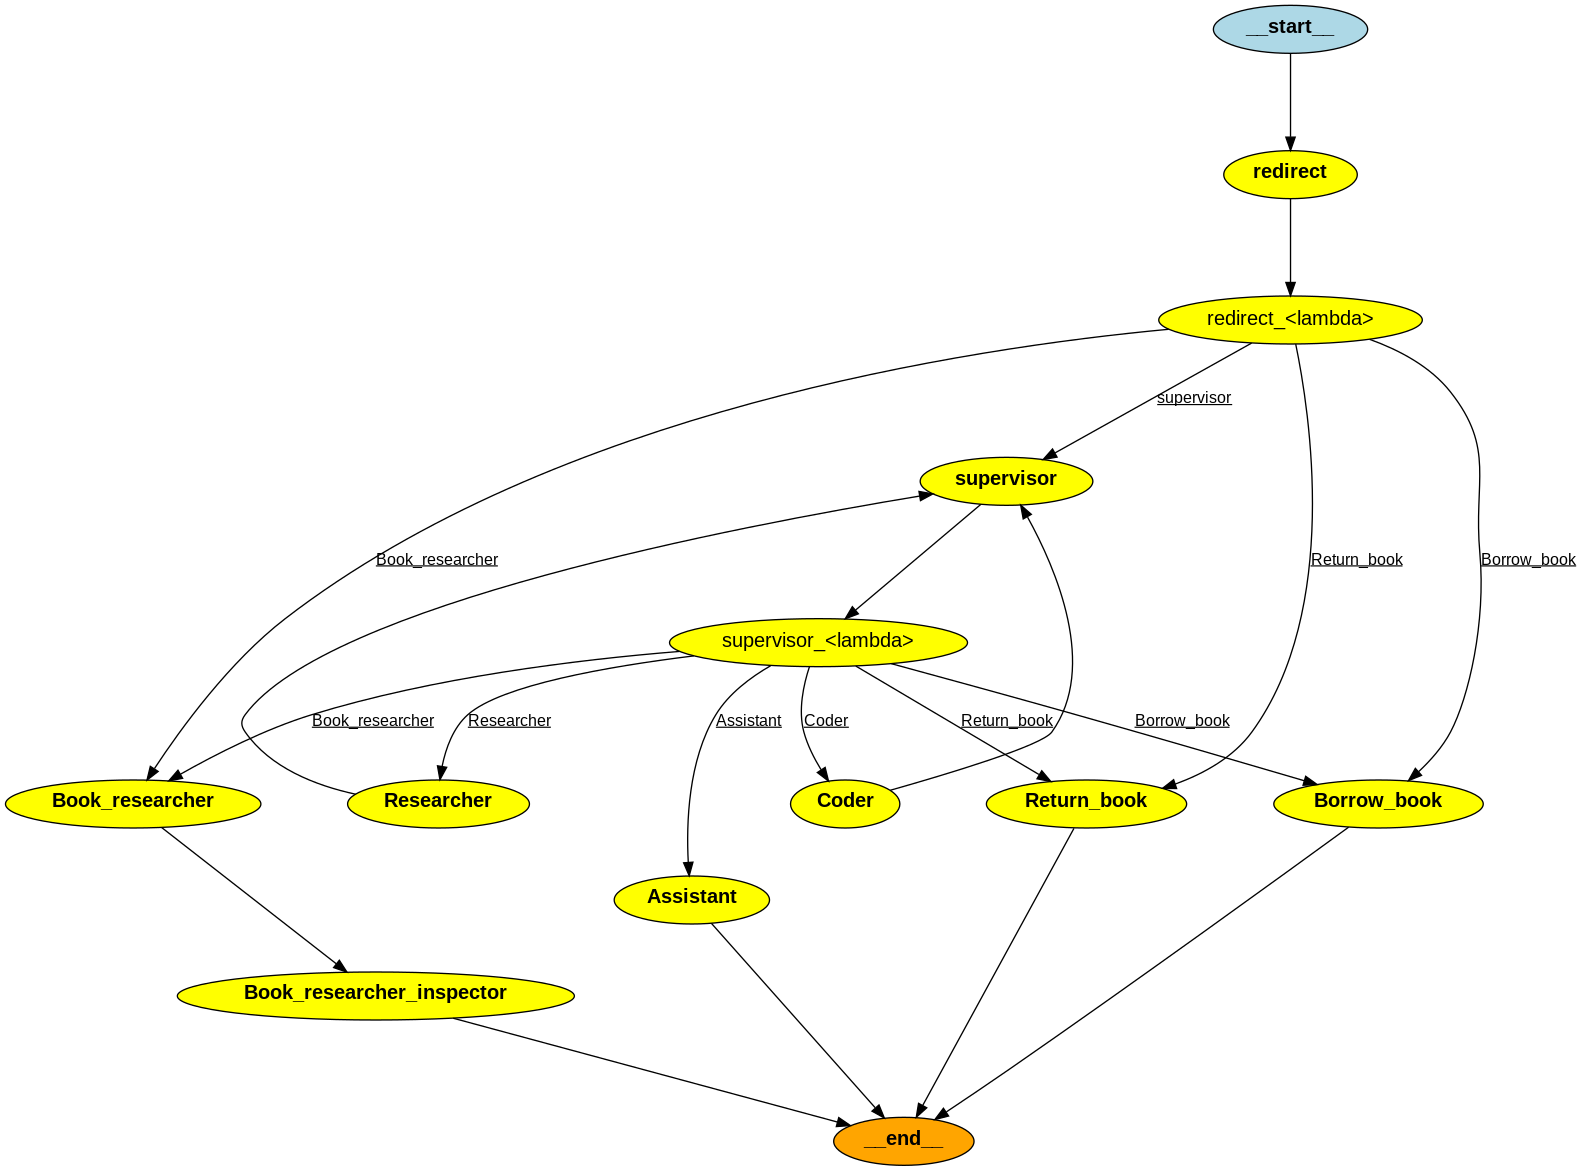 __start__
redirect
redirect_<lambda>
supervisor
supervisor
Book_researcher
Return_book
Borrow_book
supervisor_<lambda>
Book_researcher
Researcher
Assistant
Coder
Return_book
Borrow_book
Book_researcher
Researcher
Coder
Return_book
Borrow_book
Assistant
Book_researcher_inspector
__end__